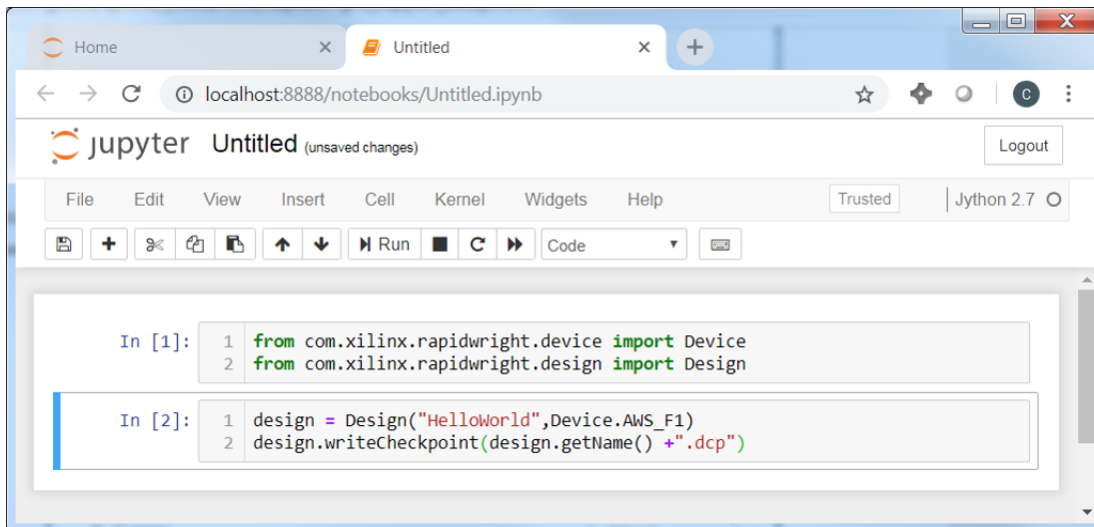 Home
Untitled
localhost:8888/notebooks/Untitled.ipynb
C
jupyter Untitled (unsaved changes)
Logout
File Edit View Insert Cell Kernel Widgets Help
Trusted
Jython 2.7
Run
Code
In [1]:
1 from com.xilinx.rapidwright.device import Device
2 from com.xilinx.rapidwright.design import Design
In [2]:
1 design = Design("HelloWorld",Device.AWS_F1)
2 design.writeCheckpoint(design.getName() +".dcp")